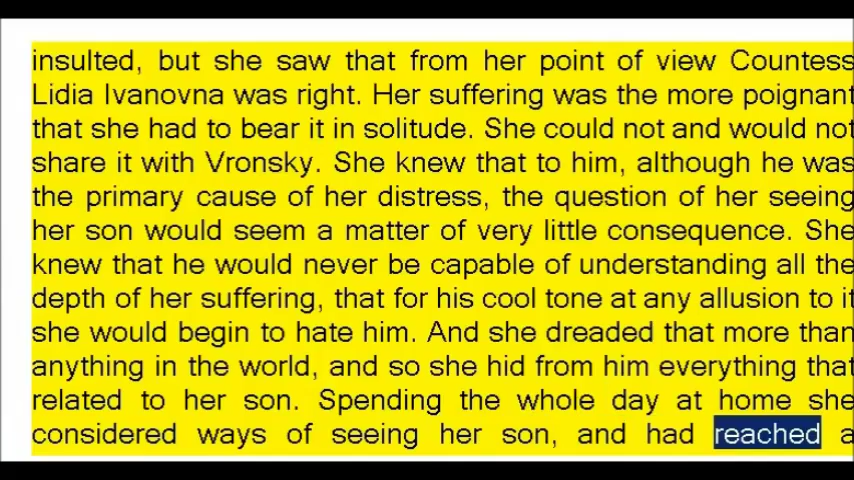 insulted, but she saw that from her point of view Countess
Lidia Ivanovna was right. Her suffering was the more poignant
that she had to bear it in solitude. She could not and would not
share it with Vronsky. She knew that to him, although he was
the primary cause of her distress, the question of her seeing
her son would seem a matter of very little consequence. She
knew that he would never be capable of understanding all the
depth of her suffering, that for his cool tone at any allusion to it
she would begin to hate him. And she dreaded that more than
anything in the world, and so she hid from him everything that
related to her son. Spending the whole day at home she
considered ways of seeing her son, and had reached a